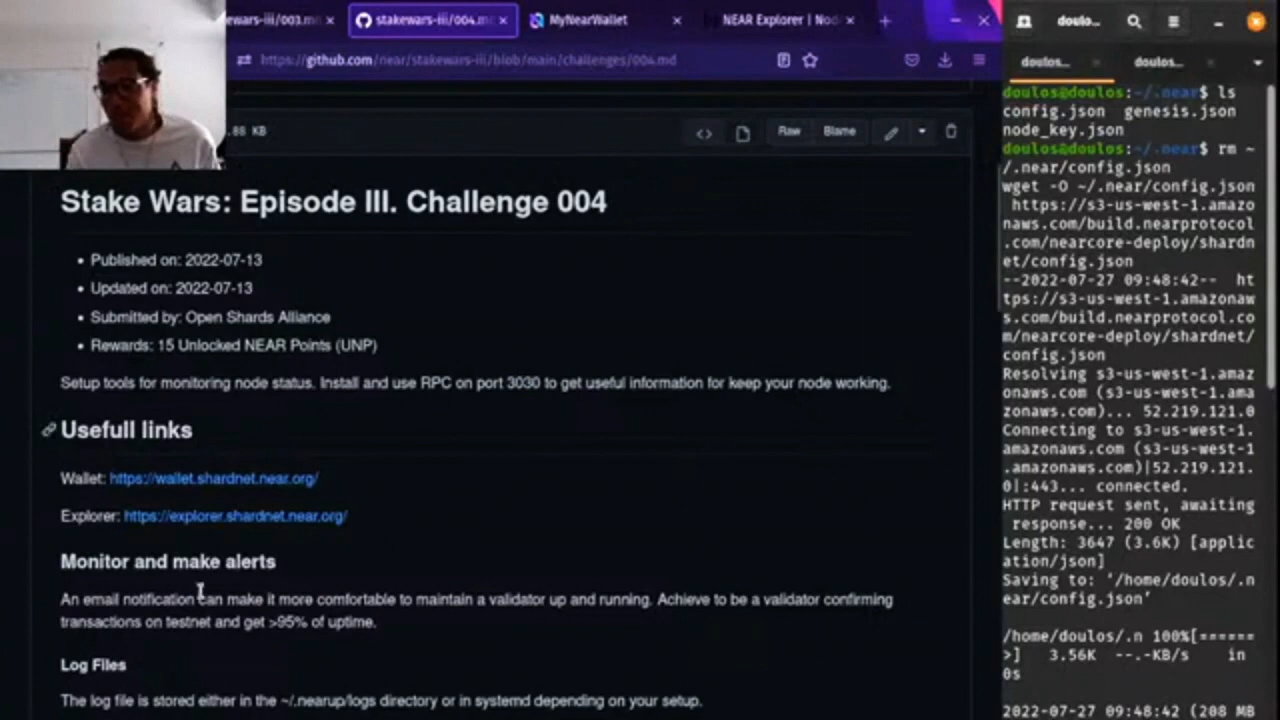 ewars-iii/003.m
stakewars-iii/004.m
MyNearWallet
NEAR Explorer | Nod
https://github.com/near/stakewars-iii/blob/main/challenges/004.md
.88 KB
Raw
Blame
Stake Wars: Episode III. Challenge 004
Published on: 2022-07-13
Updated on: 2022-07-13
Submitted by: Open Shards Alliance
Rewards: 15 Unlocked NEAR Points (UNP)
Setup tools for monitoring node status. Install and use RPC on port 3030 to get useful information for keep your node working.
Usefull links
Wallet: https://wallet.shardnet.near.org/
Explorer: https://explorer.shardnet.near.org/
Monitor and make alerts
An email notification can make it more comfortable to maintain a validator up and running. Achieve to be a validator confirming
transactions on testnet and get >95% of uptime.
Log Files
The log file is stored either in the ~/.nearup/logs directory or in systemd depending on your setup.
doulo...
doulos...
doulos...
doulos@doulos:~/.near$ ls
config.json genesis.json
node_key.json
doulos@doulos:~/.near$ rm ~
/.near/config.json
wget -O ~/.near/config.json
https://s3-us-west-1.amazo
naws.com/build.nearprotocol
.com/nearcore-deploy/shardn
et/config.json
--2022-07-27 09:48:42-- ht
tps://s3-us-west-1.amazonaw
s.com/build.nearprotocol.co
m/nearcore-deploy/shardnet/
config.json
Resolving s3-us-west-1.amaz
onaws.com (s3-us-west-1.ama
zonaws.com)... 52.219.121.0
Connecting to s3-us-west-1.
amazonaws.com (s3-us-west-1
.amazonaws.com)|52.219.121.
0|:443... connected.
HTTP request sent, awaiting
response... 200 OK
Length: 3647 (3.6K) [applic
ation/json]
Saving to: '/home/doulos/.n
ear/config.json'
/home/doulos/.n 100%[======
>] 3.56K --.-KB/s in
0s
2022-07-27 09:48:42 (208 MB